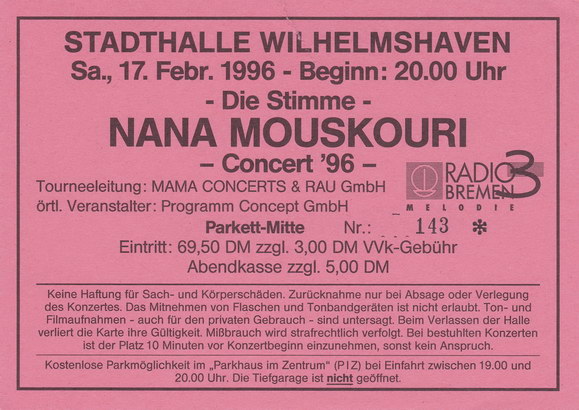 STADTHALLE WILHELMSHAVEN
Sa., 17. Febr. 1996 - Beginn: 20.00 Uhr
- Die Stimme -
NANA MOUSKOURI
– Concert '96 –
Tourneeleitung: MAMA CONCERTS & RAU GmbH
örtl. Veranstalter: Programm Concept GmbH
RADIO
BREMEN 3
MELODIE
Parkett-Mitte Nr.: 143 *
Eintritt: 69,50 DM zzgl. 3,00 DM VVk-Gebühr
Abendkasse zzgl. 5,00 DM
Keine Haftung für Sach- und Körperschäden. Zurücknahme nur bei Absage oder Verlegung
des Konzertes. Das Mitnehmen von Flaschen und Tonbandgeräten ist nicht erlaubt. Ton- und
Filmaufnahmen - auch für den privaten Gebrauch - sind untersagt. Beim Verlassen der Halle
verliert die Karte ihre Gültigkeit. Mißbrauch wird strafrechtlich verfolgt. Bei bestuhlten Konzerten
ist der Platz 10 Minuten vor Konzertbeginn einzunehmen, sonst kein Anspruch.
Kostenlose Parkmöglichkeit im „Parkhaus im Zentrum" (PIZ) bei Einfahrt zwischen 19.00 und
20.00 Uhr. Die Tiefgarage ist nicht geöffnet.